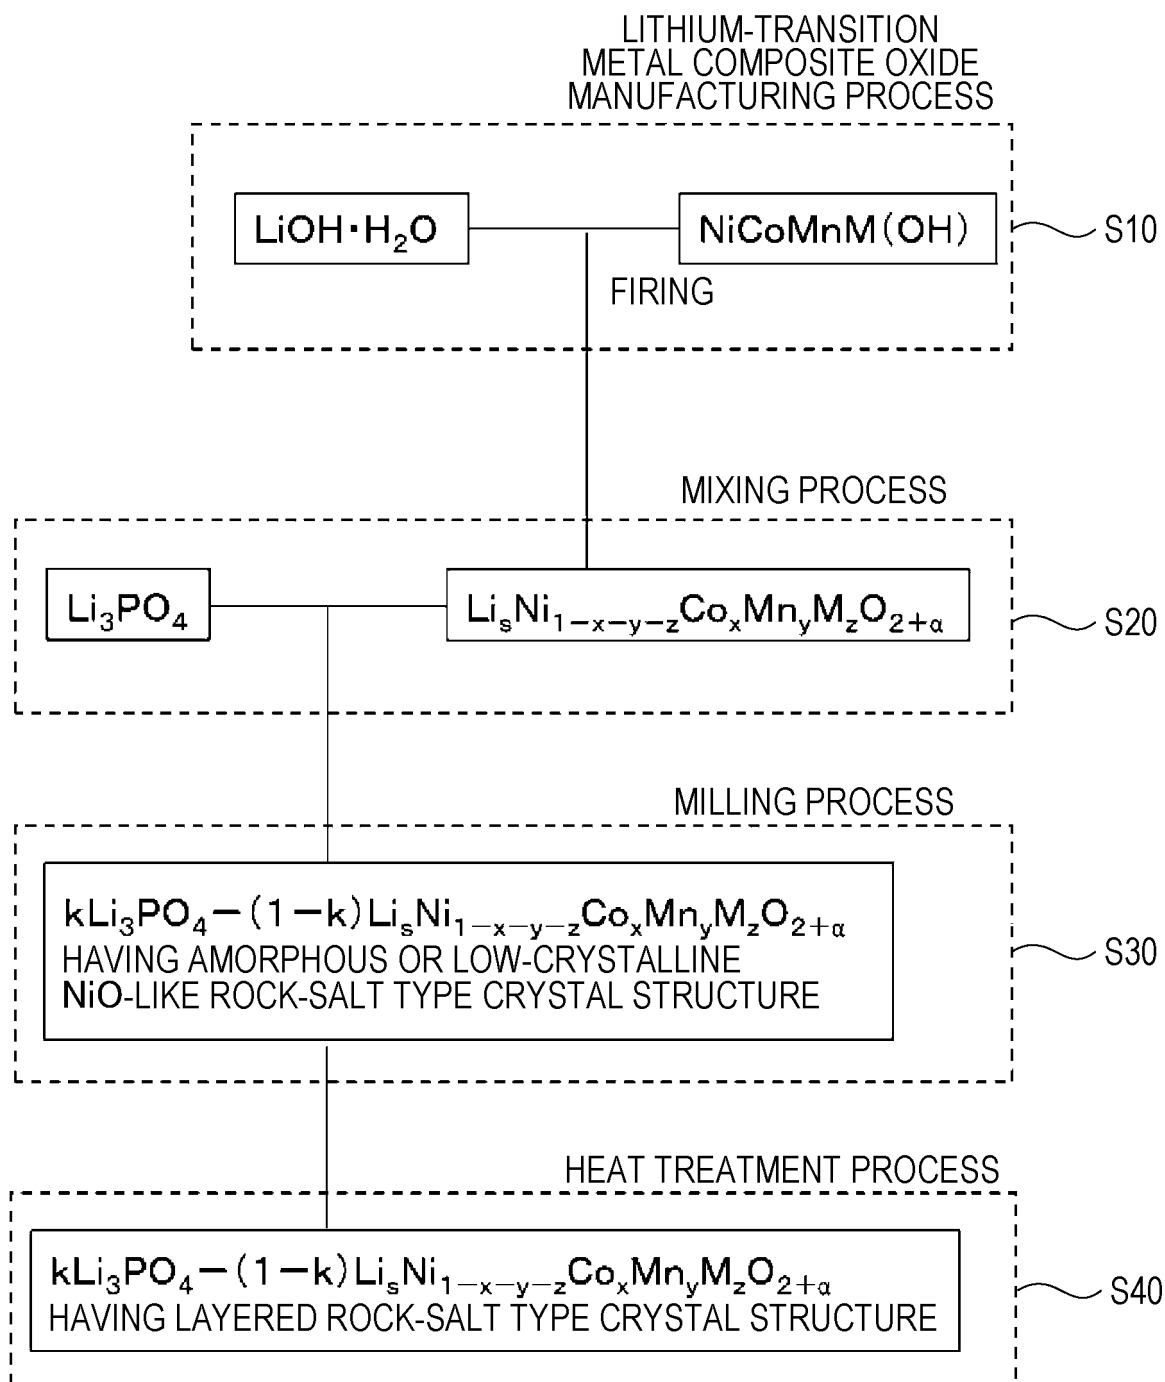 LITHIUM-TRANSITION
METAL COMPOSITE OXIDE
MANUFACTURING PROCESS
LiOH·H₂O
NiCoMnM(OH)
S10
FIRING
MIXING PROCESS
Li₃PO₄
LiₛNi₁₋ₓ₋y₋zCoₓMnyMzO₂₊α
S20
MILLING PROCESS
kLi₃PO₄−(1−k)LiₛNi₁₋ₓ₋y₋zCoₓMnyMzO₂₊α
HAVING AMORPHOUS OR LOW-CRYSTALLINE
NiO-LIKE ROCK-SALT TYPE CRYSTAL STRUCTURE
S30
HEAT TREATMENT PROCESS
kLi₃PO₄−(1−k)LiₛNi₁₋ₓ₋y₋zCoₓMnyMzO₂₊α
HAVING LAYERED ROCK-SALT TYPE CRYSTAL STRUCTURE
S40